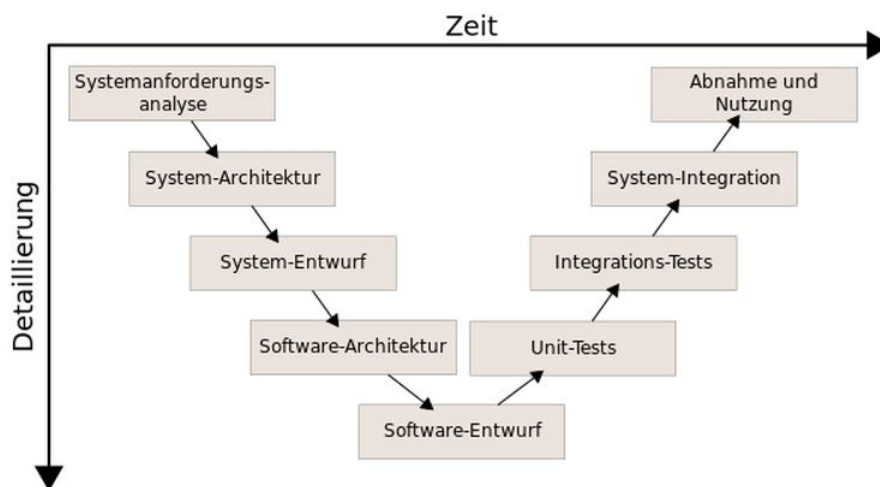 Zeit
Systemanforderungs-
analyse
Abnahme und
Nutzung
System-Architektur
System-Integration
Detaillierung
System-Entwurf
Integrations-Tests
Software-Architektur
Unit-Tests
Software-Entwurf